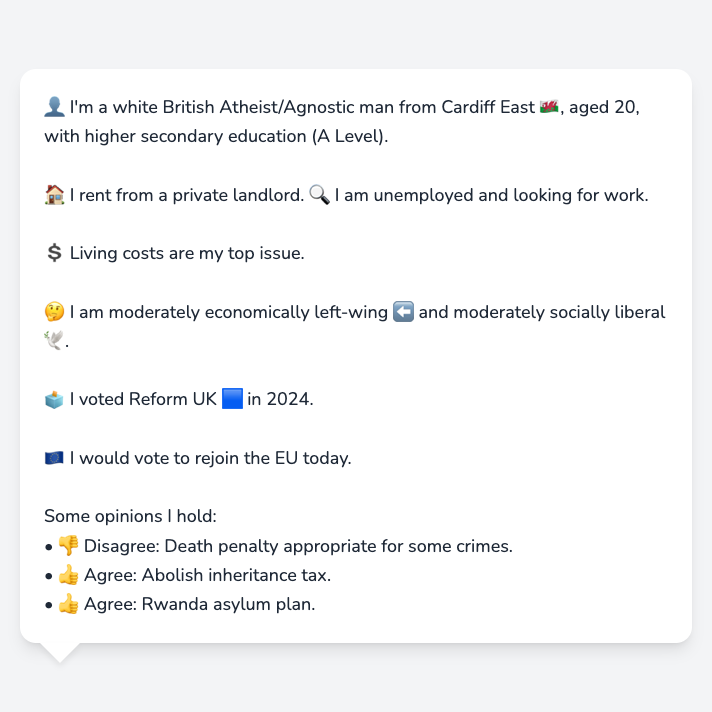 👤 I'm a white British Atheist/Agnostic man from Cardiff East 🏴󠁧󠁢󠁷󠁬󠁳󠁿, aged 20,
with higher secondary education (A Level).
🏠 I rent from a private landlord. 🔍 I am unemployed and looking for work.
💲 Living costs are my top issue.
🤔 I am moderately economically left-wing ⬅️ and moderately socially liberal
🕊️.
🗳️ I voted Reform UK 🟦 in 2024.
🇪🇺 I would vote to rejoin the EU today.
Some opinions I hold:
• 👎 Disagree: Death penalty appropriate for some crimes.
• 👍 Agree: Abolish inheritance tax.
• 👍 Agree: Rwanda asylum plan.